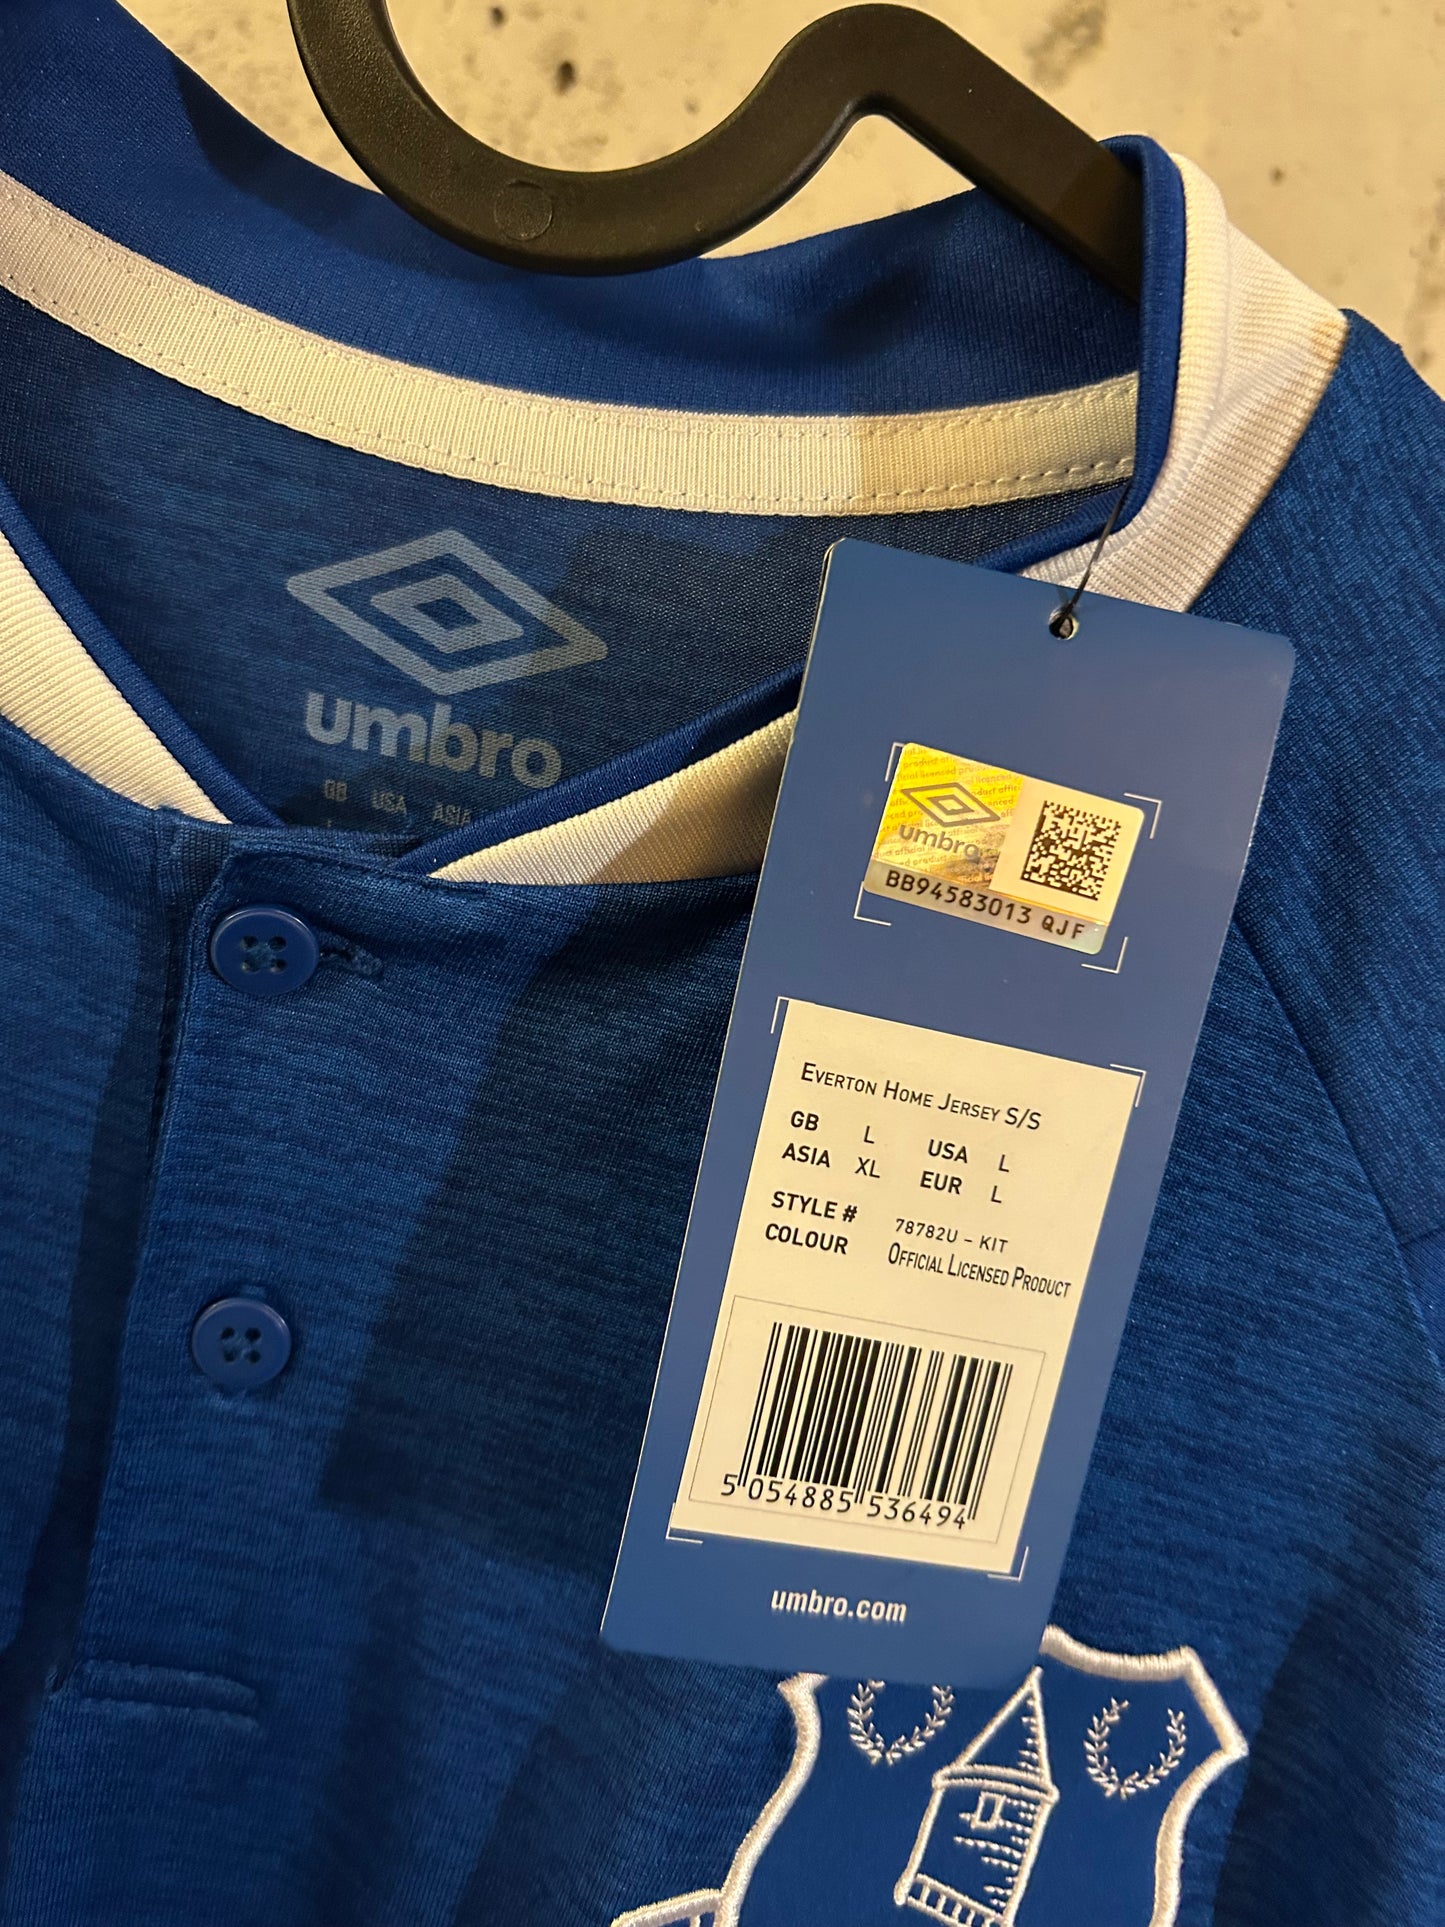 umbro
GB USA ASIA
umbro
BB94583013 QJF
EVERTON HOME JERSEY S/S
GB L USA L
ASIA XL EUR L
STYLE # 78782U - KIT
COLOUR OFFICIAL LICENSED PRODUCT
5 054885 536494
umbro.com